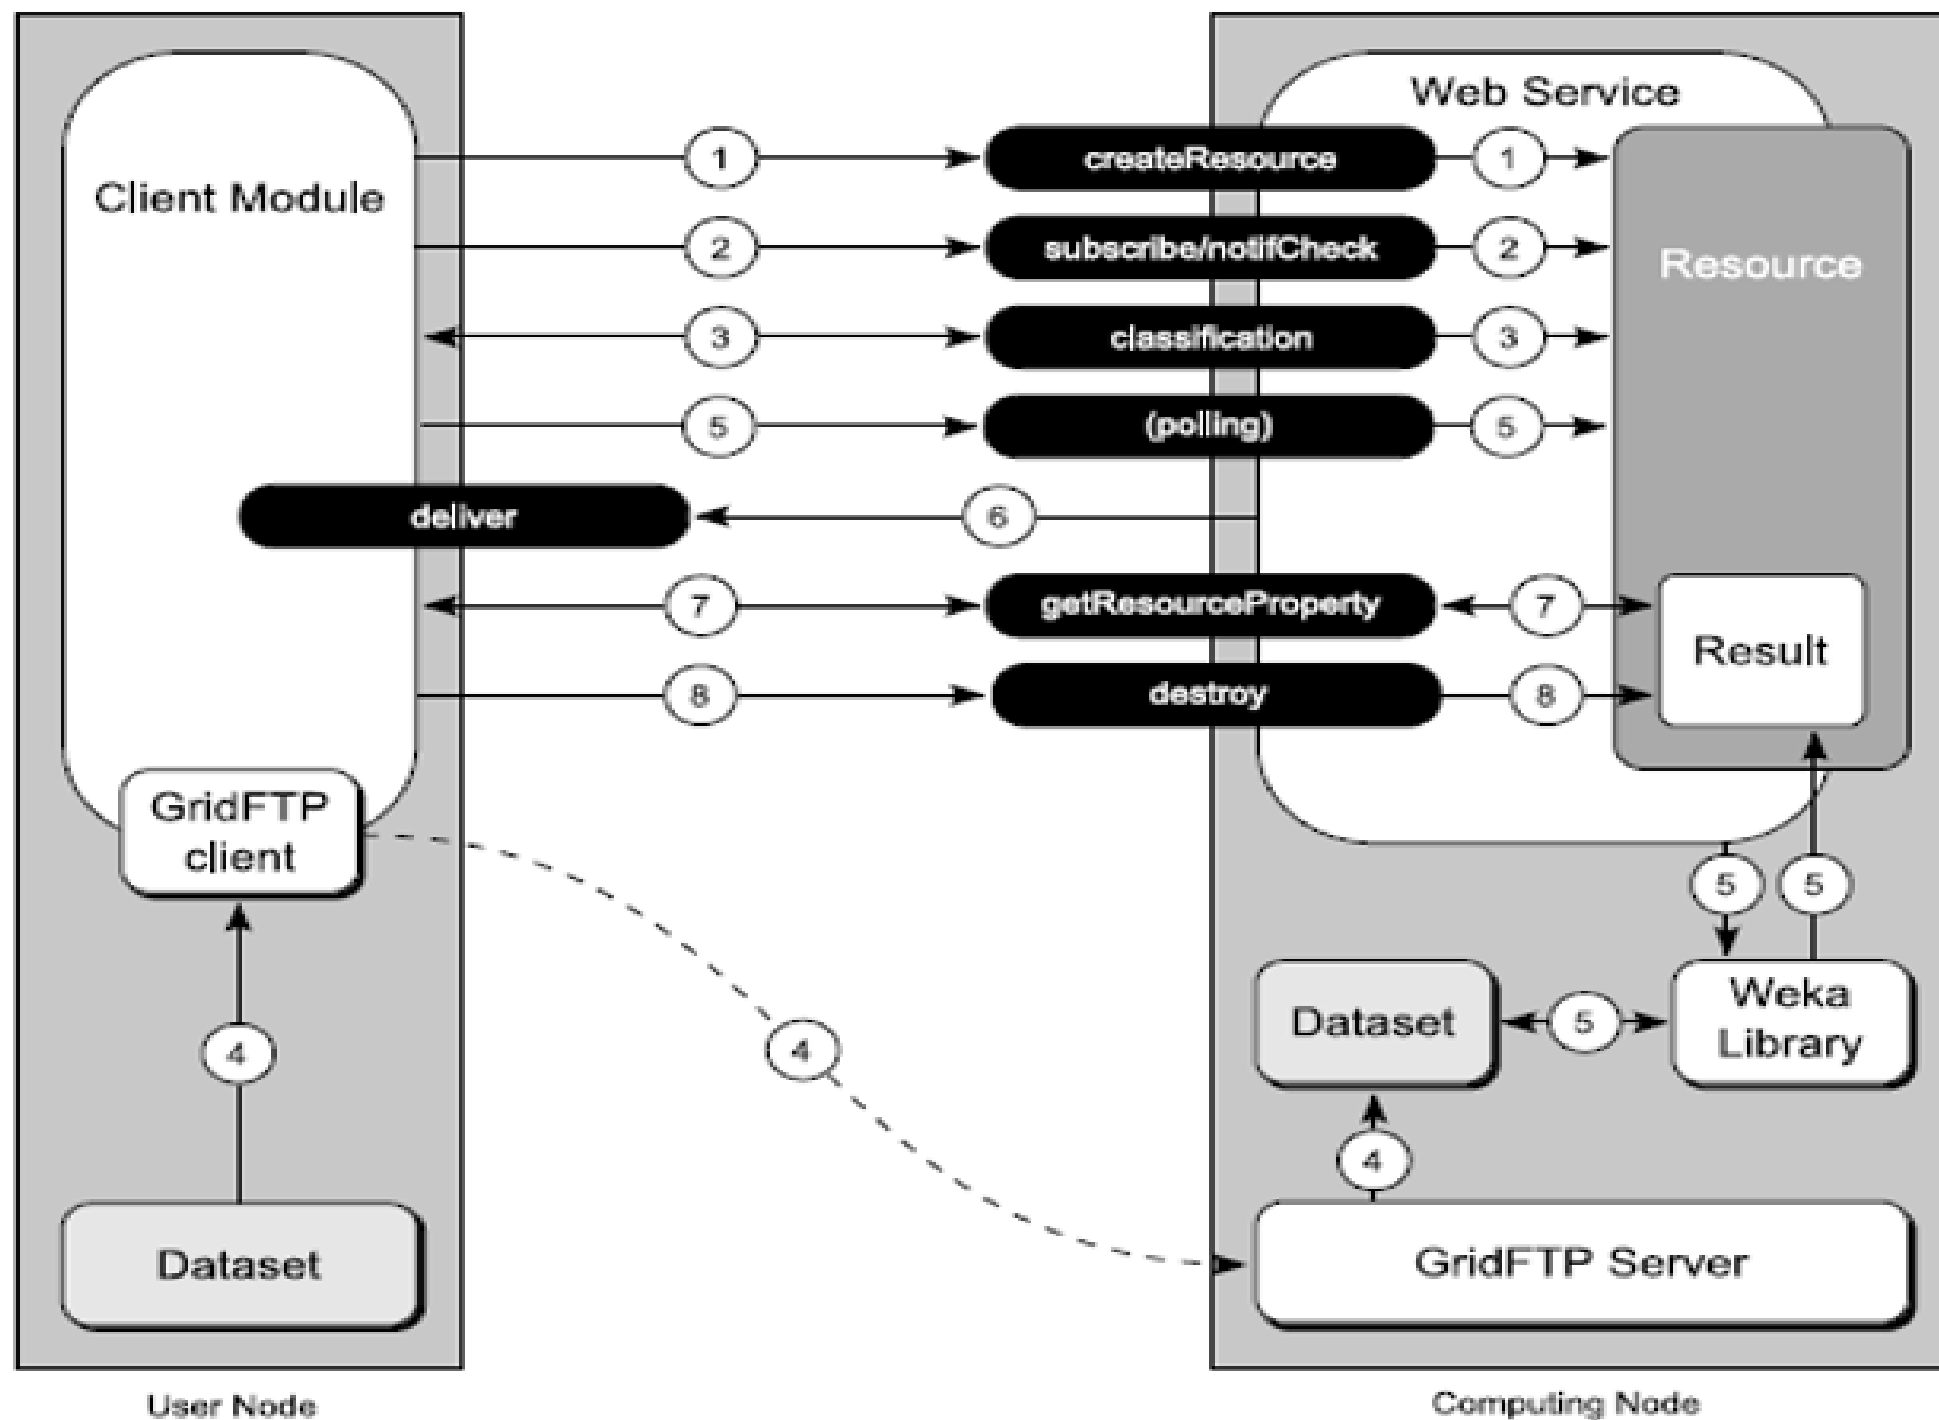 Web Service
1
createResource
1
Client Module
2
subscribe/notifCheck
2
Resource
3
classification
3
5
(polling)
5
deliver
6
7
getResourceProperty
7
Result
8
destroy
8
GridFTP
client
5
5
4
4
Dataset
5
Weka
Library
4
Dataset
GridFTP Server
User Node
Computing Node